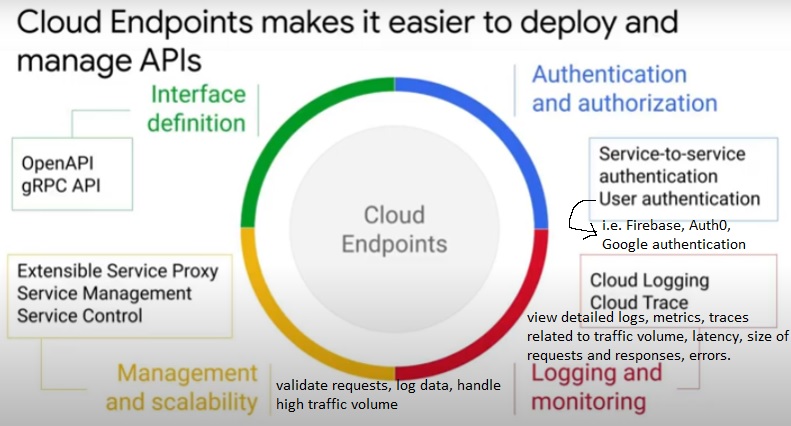 Cloud Endpoints makes it easier to deploy and
manage APIs
Interface
definition
OpenAPI
gRPC API
Authentication
and authorization
Service-to-service
authentication
User authentication
i.e. Firebase, Auth0,
Google authentication
Cloud
Endpoints
Extensible Service Proxy
Service Management
Service Control
Management
and scalability
validate requests, log data, handle
high traffic volume
Cloud Logging
Cloud Trace
view detailed logs, metrics, traces
related to traffic volume, latency, size of
requests and responses, errors.
Logging and
monitoring